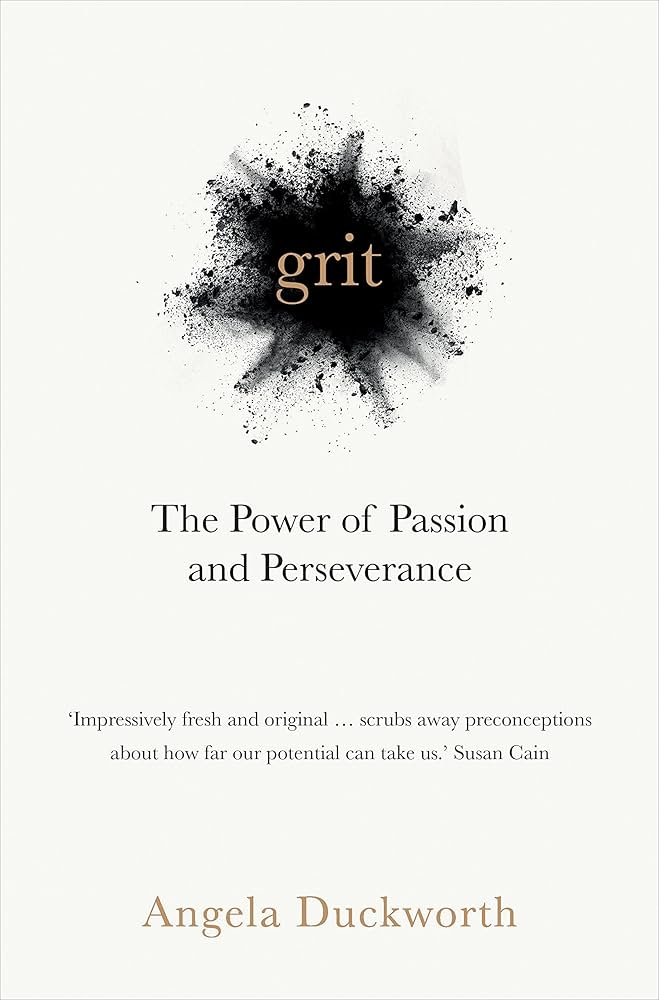 grit
The Power of Passion
and Perseverance
‘Impressively fresh and original … scrubs away preconceptions
about how far our potential can take us.’ Susan Cain
Angela Duckworth